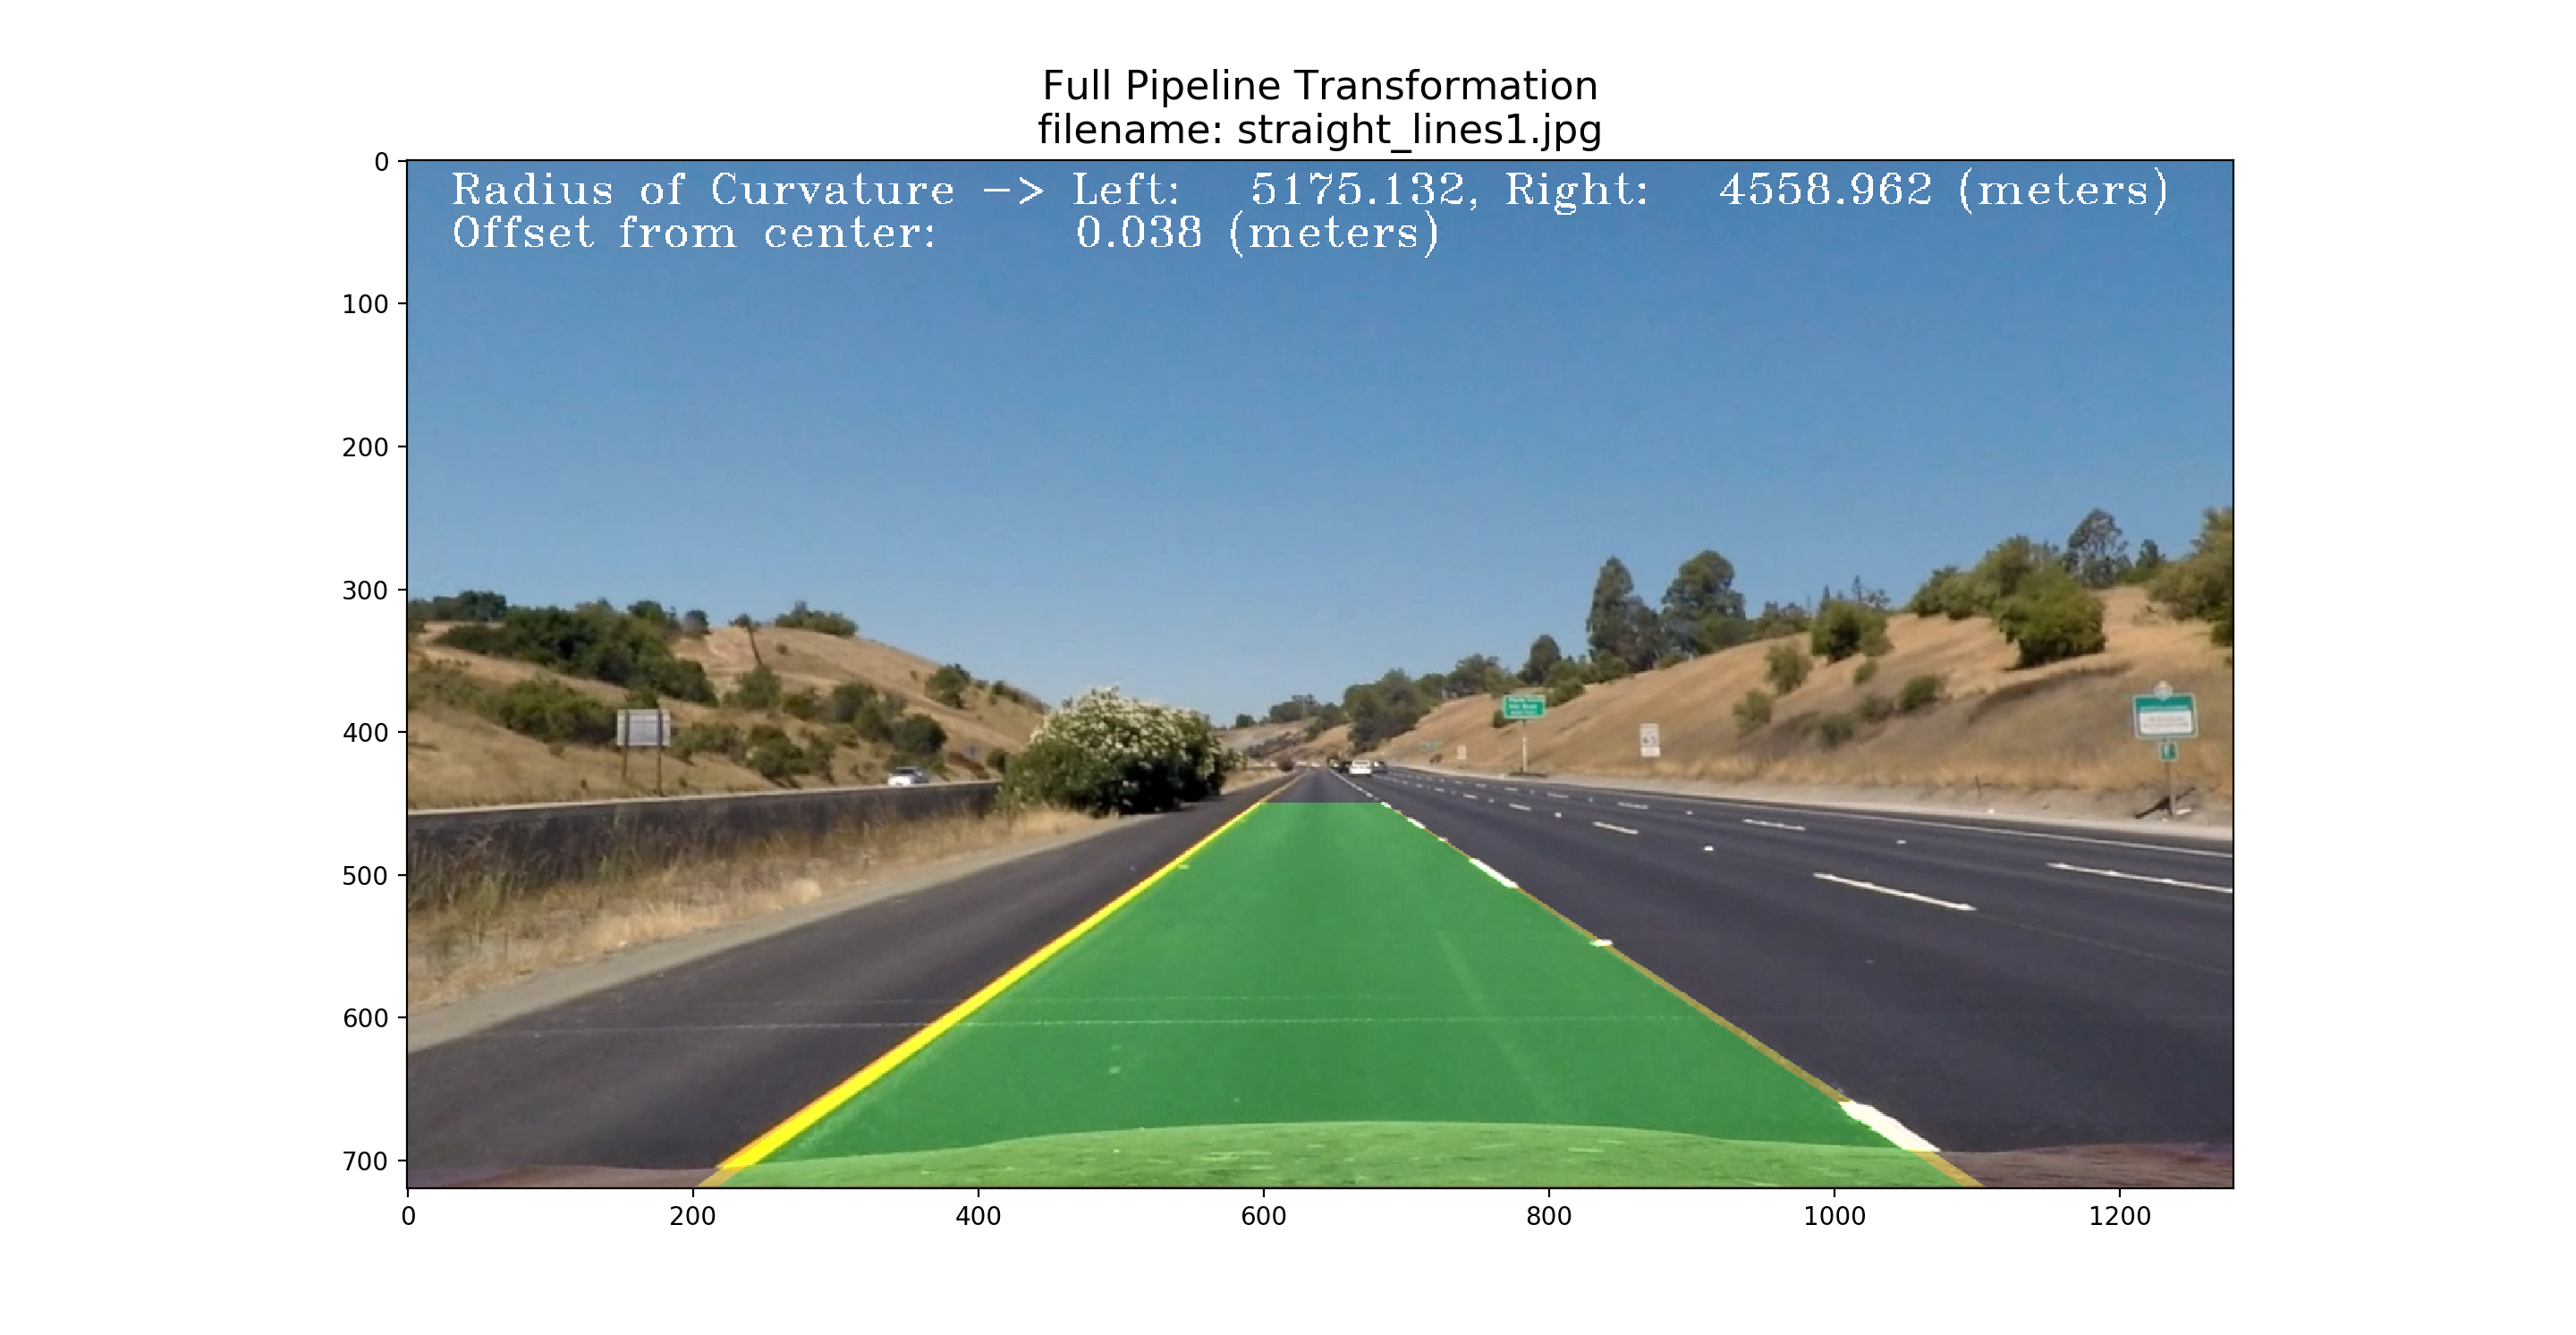 Full Pipeline Transformation
filename: straight_lines1.jpg
Radius of Curvature -> Left: 5175.132, Right: 4558.962 (meters)
Offset from center: 0.038 (meters)
0
100
200
300
400
500
600
700
0 200 400 600 800 1000 1200